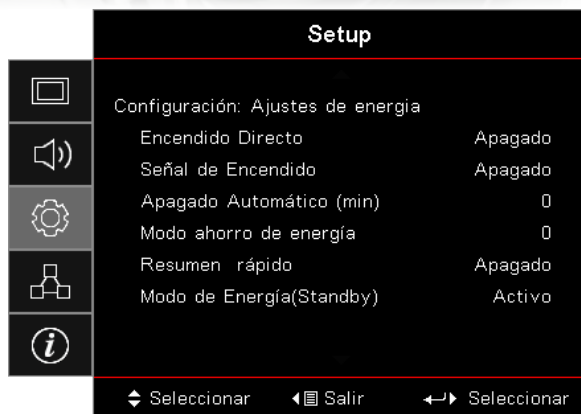 Setup
Configuración: Ajustes de energia
Encendido Directo Apagado
Señal de Encendido Apagado
Apagado Automático (min) 0
Modo ahorro de energía 0
Resumen rápido Apagado
Modo de Energía(Standby) Activo
i
Seleccionar Salir Seleccionar